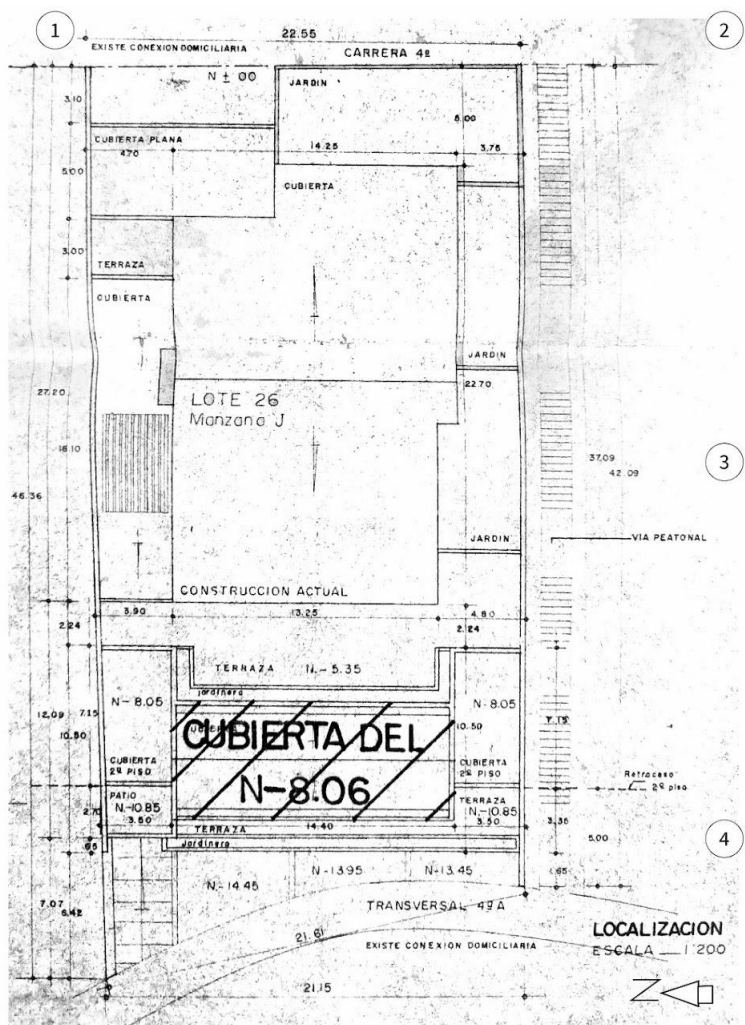 1
2
22.55
EXISTE CONEXION DOMICILIARIA
CARRERA 4ª
N ± 00
JARDIN
3.10
CUBIERTA PLANA
4.70
14.25
5.00
3.75
5.00
CUBIERTA
3.00
TERRAZA
CUBIERTA
JARDIN
22.70
LOTE 26
Manzana J
27.20
18.10
46.36
3
37.09
42.09
JARDIN
VIA PEATONAL
CONSTRUCCION ACTUAL
3.90
13.25
4.80
2.24
2.24
TERRAZA N.-5.35
jardinera
N-8.05
N-8.05
12.09
7.15
10.50
10.50
7.15
CUBIERTA DEL
N-8.06
CUBIERTA
2º PISO
CUBIERTA
2º PISO
Retroceso
2º piso
PATIO
N.-10.85
3.50
TERRAZA
N.-10.85
3.50
2.70
TERRAZA
14.40
3.35
5.00
4
.65
jardinera
1.65
N.-14.45
N-13.95
N-13.45
7.07
6.42
TRANSVERSAL 4ª A
21.61
EXISTE CONEXION DOMICILIARIA
LOCALIZACION
ESCALA 1:200
21.15
N